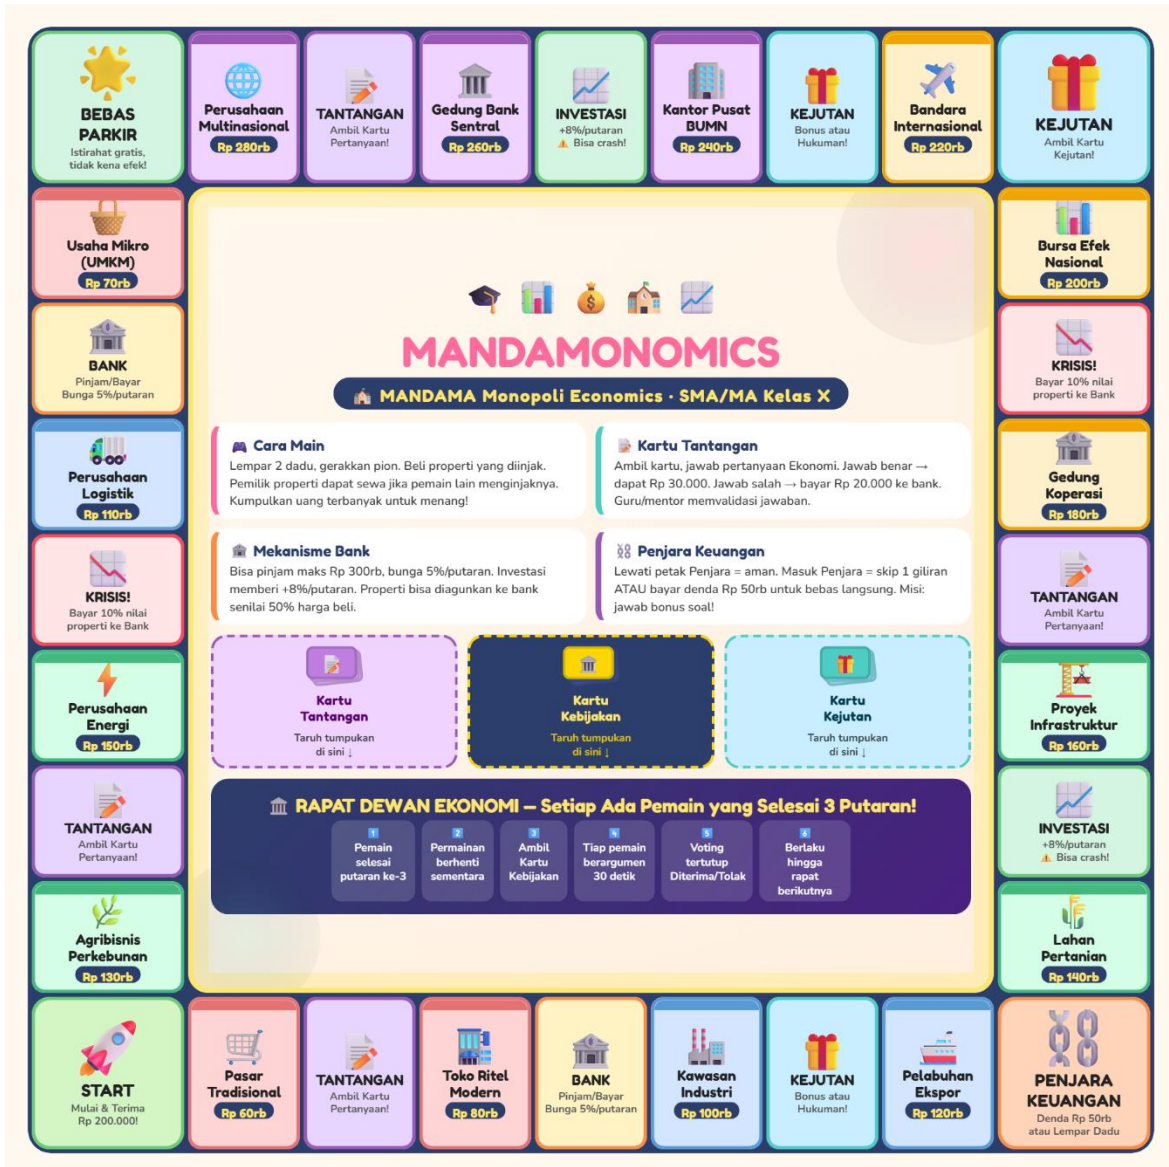 BEBAS
PARKIR
Istirahat gratis,
tidak kena efek!
Perusahaan
Multinasional
Rp 280rb
TANTANGAN
Ambil Kartu
Pertanyaan!
Gedung Bank
Sentral
Rp 260rb
INVESTASI
+8%/putaran
⚠ Bisa crash!
Kantor Pusat
BUMN
Rp 240rb
KEJUTAN
Bonus atau
Hukuman!
Bandara
Internasional
Rp 220rb
KEJUTAN
Ambil Kartu
Kejutan!
Usaha Mikro
(UMKM)
Rp 70rb
BANK
Pinjam/Bayar
Bunga 5%/putaran
Perusahaan
Logistik
Rp 110rb
KRISIS!
Bayar 10% nilai
properti ke Bank
Perusahaan
Energi
Rp 150rb
TANTANGAN
Ambil Kartu
Pertanyaan!
Agribisnis
Perkebunan
Rp 130rb
MANDAMONOMICS
MANDAMA Monopoli Economics · SMA/MA Kelas X
Cara Main
Lempar 2 dadu, gerakkan pion. Beli properti yang diinjak.
Pemilik properti dapat sewa jika pemain lain menginjaknya.
Kumpulkan uang terbanyak untuk menang!
Kartu Tantangan
Ambil kartu, jawab pertanyaan Ekonomi. Jawab benar →
dapat Rp 30.000. Jawab salah → bayar Rp 20.000 ke bank.
Guru/mentor memvalidasi jawaban.
Mekanisme Bank
Bisa pinjam maks Rp 300rb, bunga 5%/putaran. Investasi
memberi +8%/putaran. Properti bisa diagunkan ke bank
senilai 50% harga beli.
Penjara Keuangan
Lewati petak Penjara = aman. Masuk Penjara = skip 1 giliran
ATAU bayar denda Rp 50rb untuk bebas langsung. Misi:
jawab bonus soal!
Kartu
Tantangan
Taruh tumpukan
di sini ↓
Kartu
Kebijakan
Taruh tumpukan
di sini ↓
Kartu
Kejutan
Taruh tumpukan
di sini ↓
RAPAT DEWAN EKONOMI — Setiap Ada Pemain yang Selesai 3 Putaran!
1
Pemain
selesai
putaran ke-3
2
Permainan
berhenti
sementara
3
Ambil
Kartu
Kebijakan
4
Tiap pemain
berargumen
30 detik
5
Voting
tertutup
Diterima/Tolak
6
Berlaku
hingga
rapat
berikutnya
Bursa Efek
Nasional
Rp 200rb
KRISIS!
Bayar 10% nilai
properti ke Bank
Gedung
Koperasi
Rp 180rb
TANTANGAN
Ambil Kartu
Pertanyaan!
Proyek
Infrastruktur
Rp 160rb
INVESTASI
+8%/putaran
⚠ Bisa crash!
Lahan
Pertanian
Rp 140rb
START
Mulai & Terima
Rp 200.000!
Pasar
Tradisional
Rp 60rb
TANTANGAN
Ambil Kartu
Pertanyaan!
Toko Ritel
Modern
Rp 80rb
BANK
Pinjam/Bayar
Bunga 5%/putaran
Kawasan
Industri
Rp 100rb
KEJUTAN
Bonus atau
Hukuman!
Pelabuhan
Ekspor
Rp 120rb
PENJARA
KEUANGAN
Denda Rp 50rb
atau Lempar Dadu